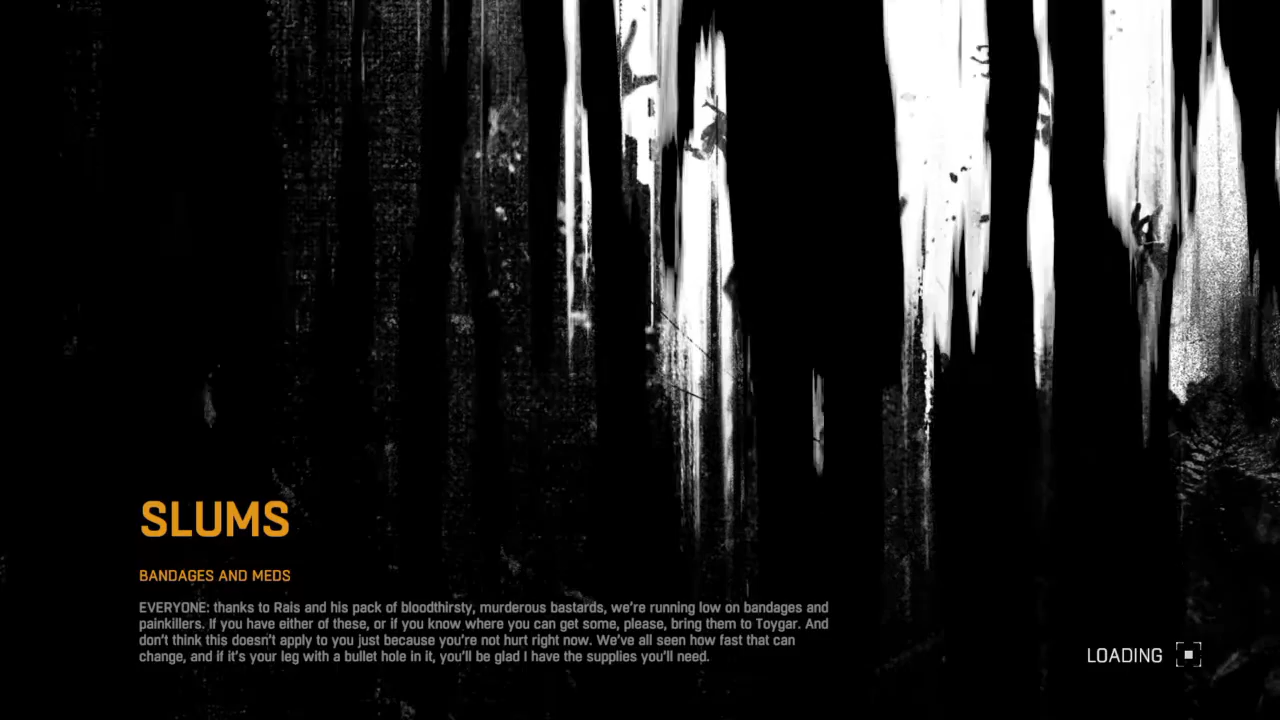 SLUMS
BANDAGES AND MEDS
EVERYONE: thanks to Rais and his pack of bloodthirsty, murderous bastards, we're running low on bandages and
painkillers. If you have either of these, or if you know where you can get some, please, bring them to Toygar. And
don't think this doesn't apply to you just because you're not hurt right now. We've all seen how fast that can
change, and if it's your leg with a bullet hole in it, you'll be glad I have the supplies you'll need.
LOADING